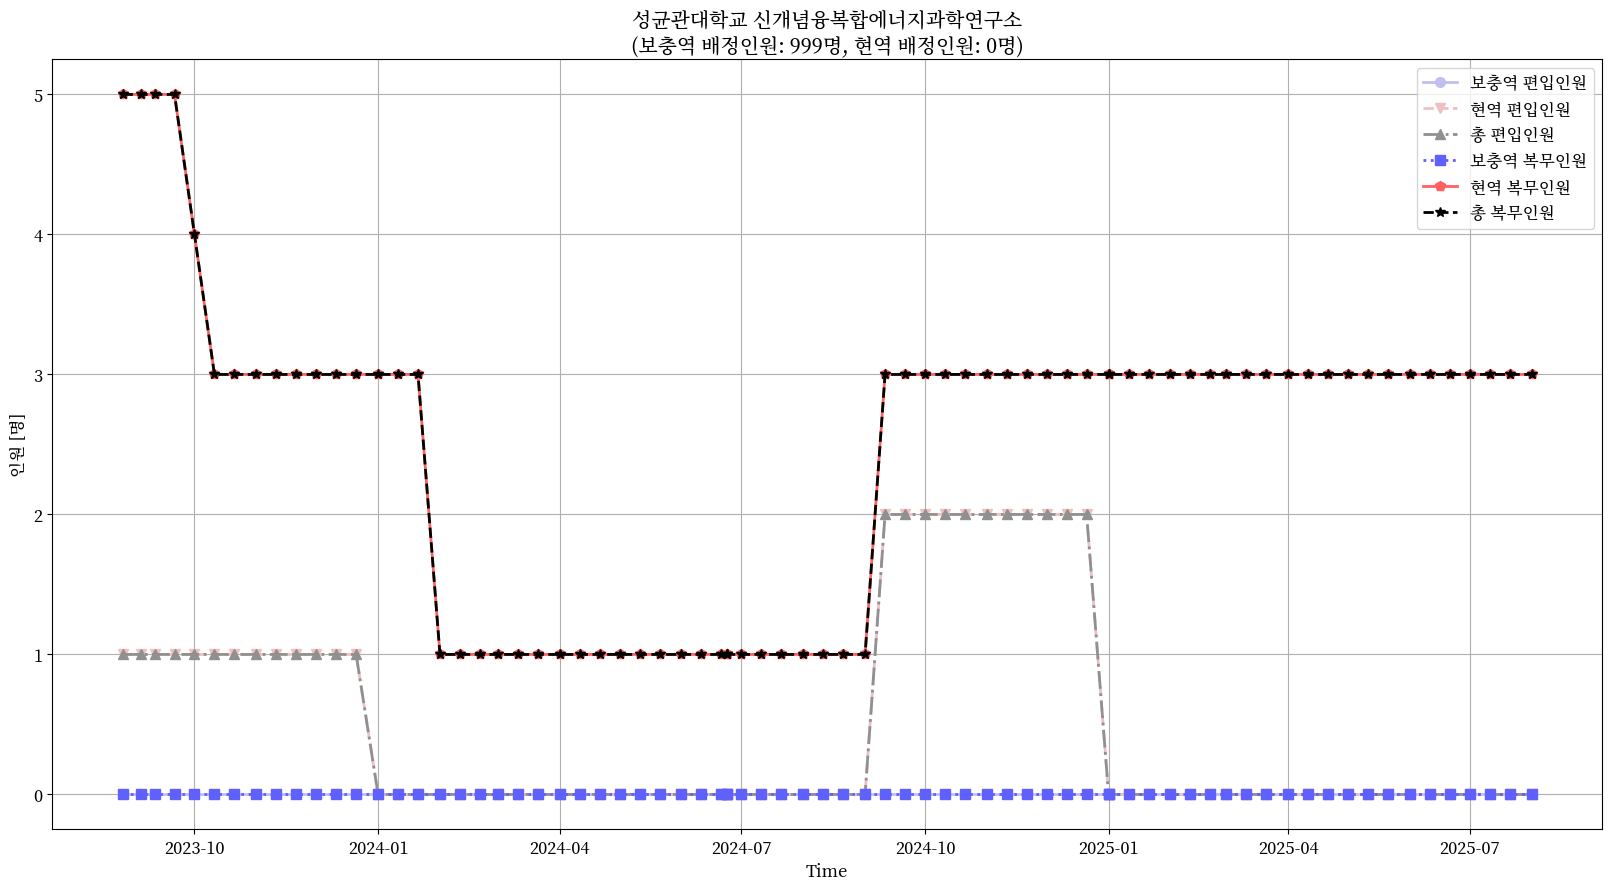 성균관대학교 신개념융복합에너지과학연구소
(보충역 배정인원: 999명, 현역 배정인원: 0명)
보충역 편입인원
현역 편입인원
총 편입인원
보충역 복무인원
현역 복무인원
총 복무인원
인원 [명]
5
4
3
2
1
0
2023-10
2024-01
2024-04
2024-07
2024-10
2025-01
2025-04
2025-07
Time